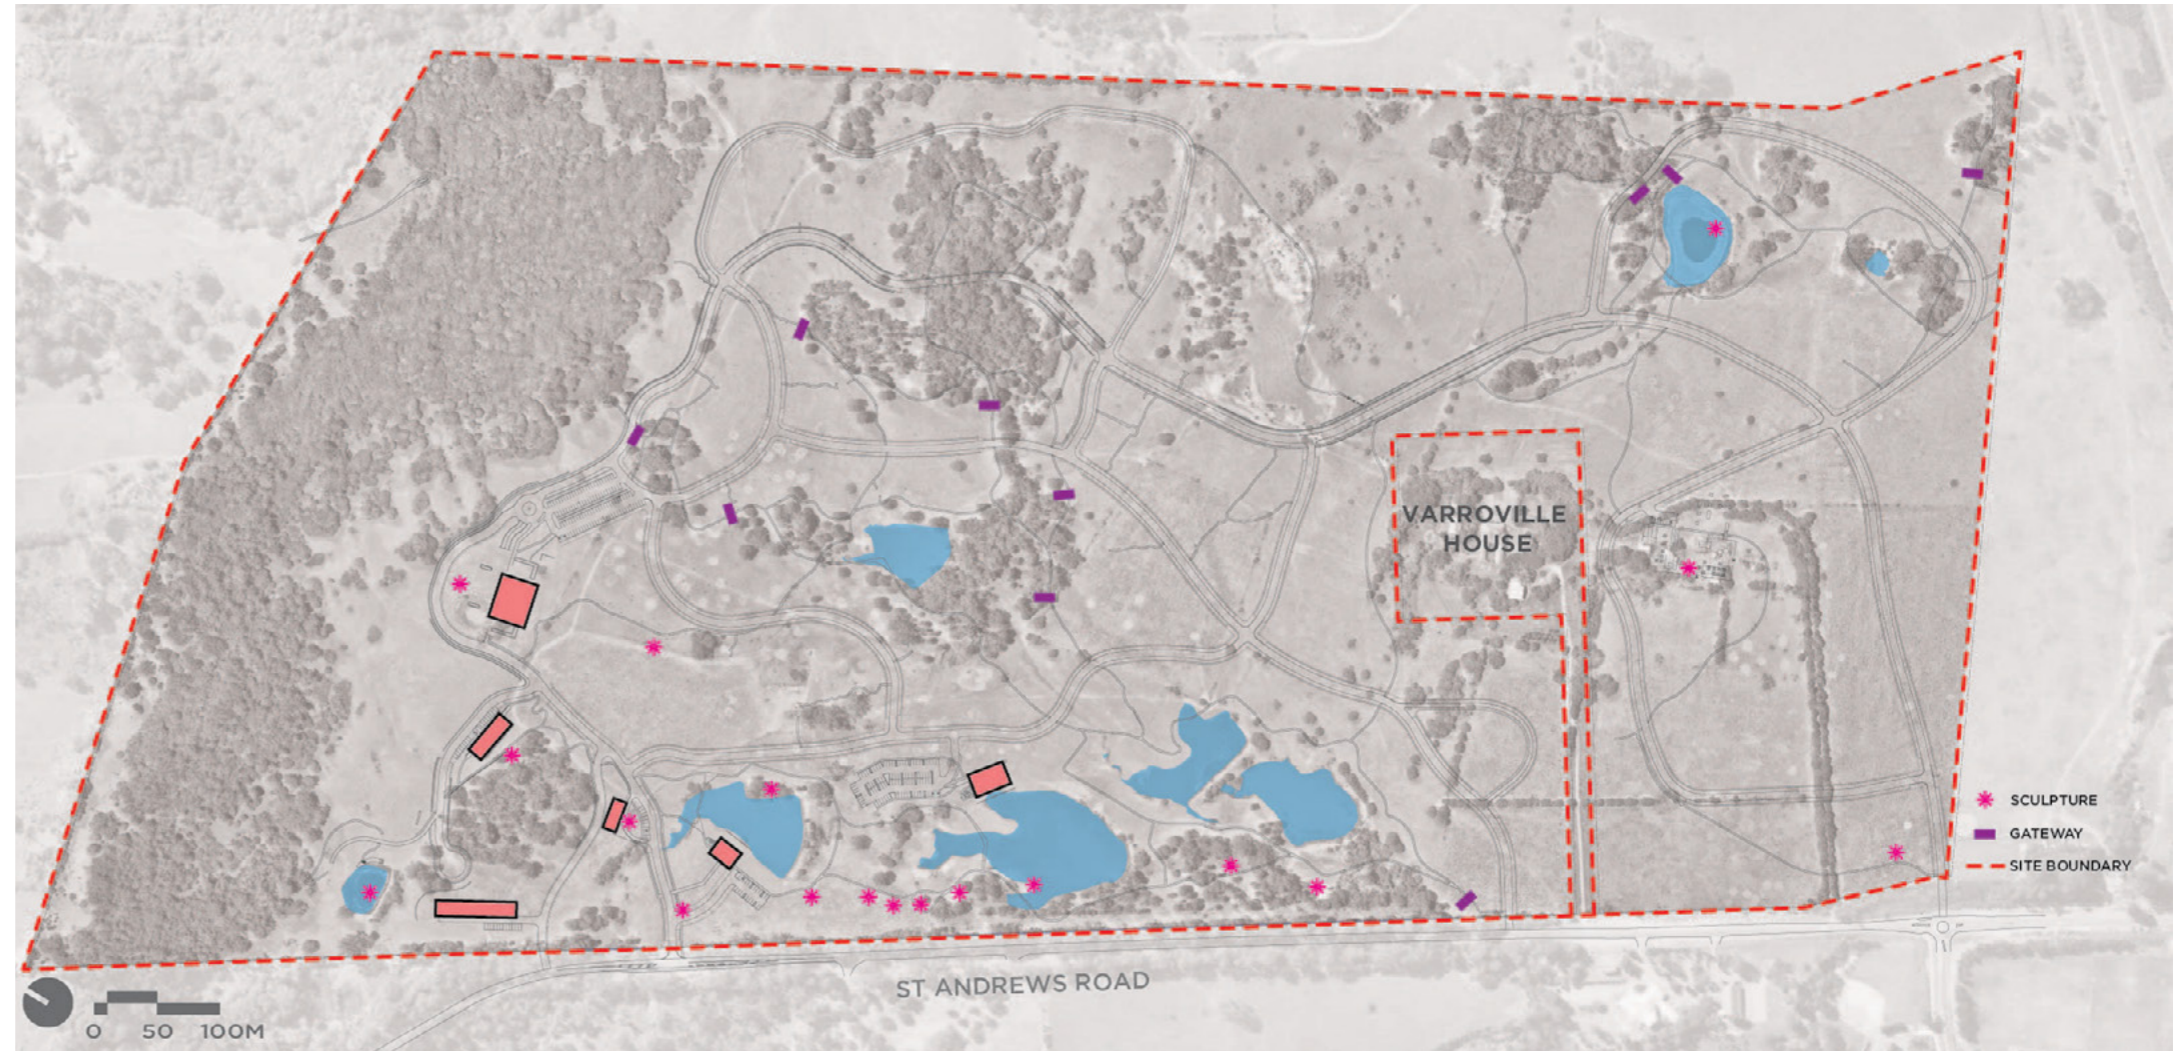 VARROVILLE
HOUSE
SCULPTURE
GATEWAY
SITE BOUNDARY
ST ANDREWS ROAD
0 50 100M